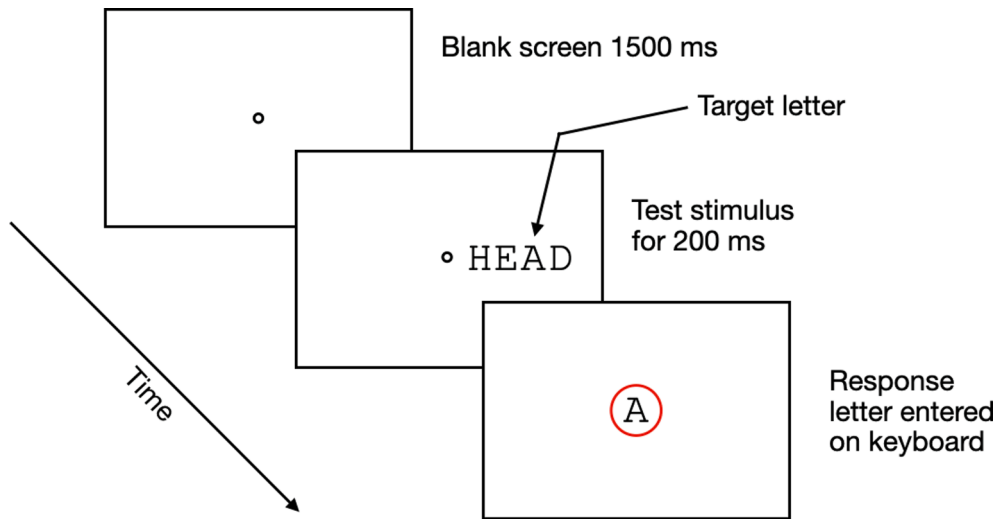 Blank screen 1500 ms
Target letter
HEAD
Test stimulus
for 200 ms
Time
A
Response
letter entered
on keyboard